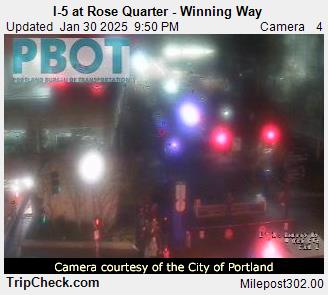 I-5 at Rose Quarter - Winning Way
Updated Jan 30 2025 9:50 PM Camera 4
PBOT
PORTLAND BUREAU OF TRANSPORTATION
Camera courtesy of the City of Portland
TripCheck.com Milepost302.00